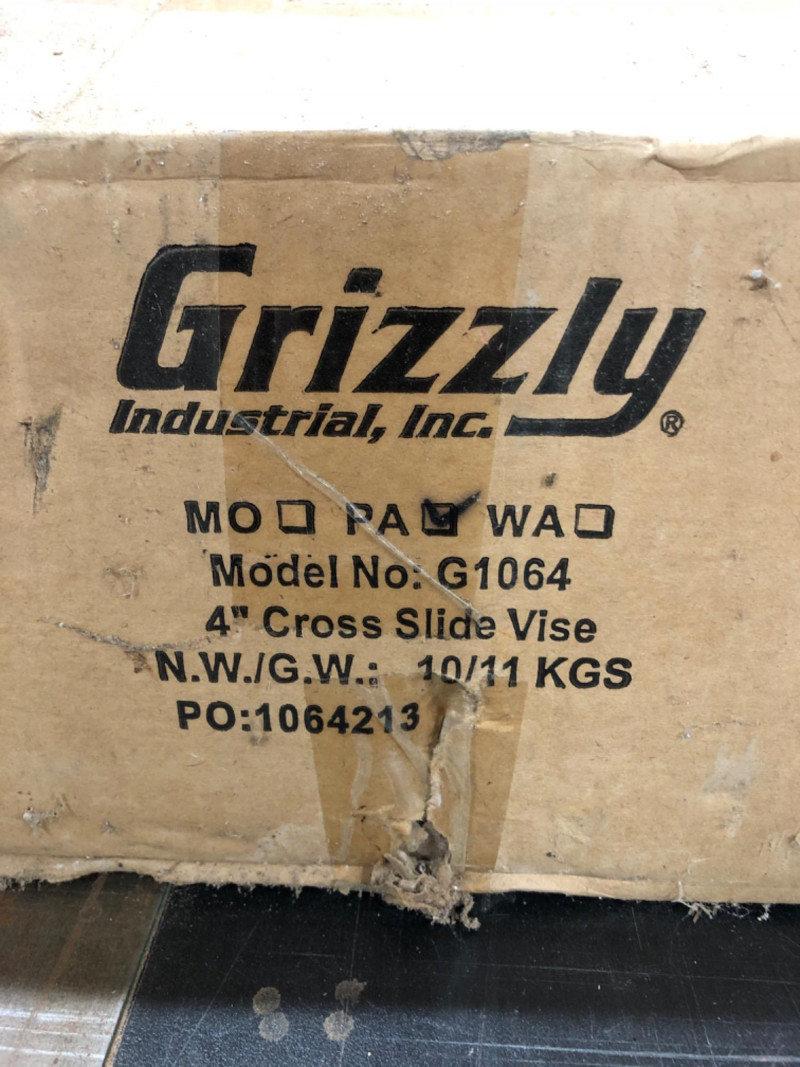 Grizzly
Industrial, Inc. ®
MO ☐ PA ☑ WA ☐
Model No: G1064
4" Cross Slide Vise
N.W./G.W.: 10/11 KGS
PO:1064213